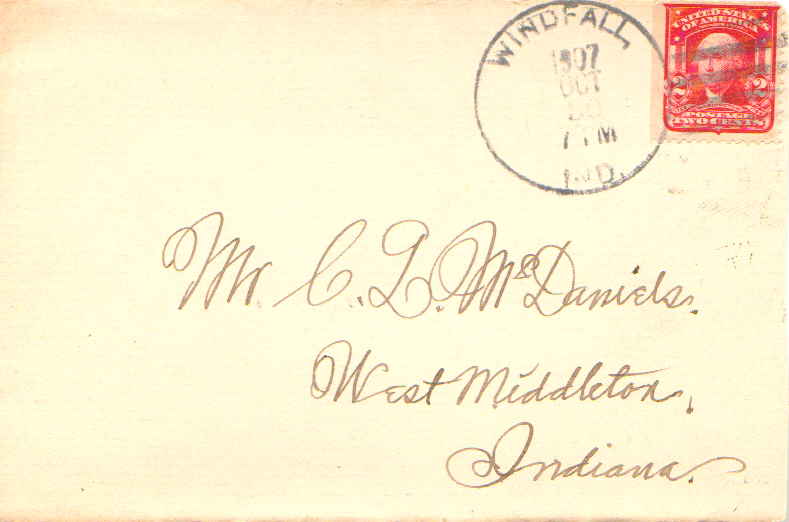 WINDFALL,
1907
OCT
M
IND.
UNITED STATES
OF AMERICA
2 2
POSTAGE
TWO CENTS
Mr. C. L. McDaniels.
West Middleton,
Indiana.